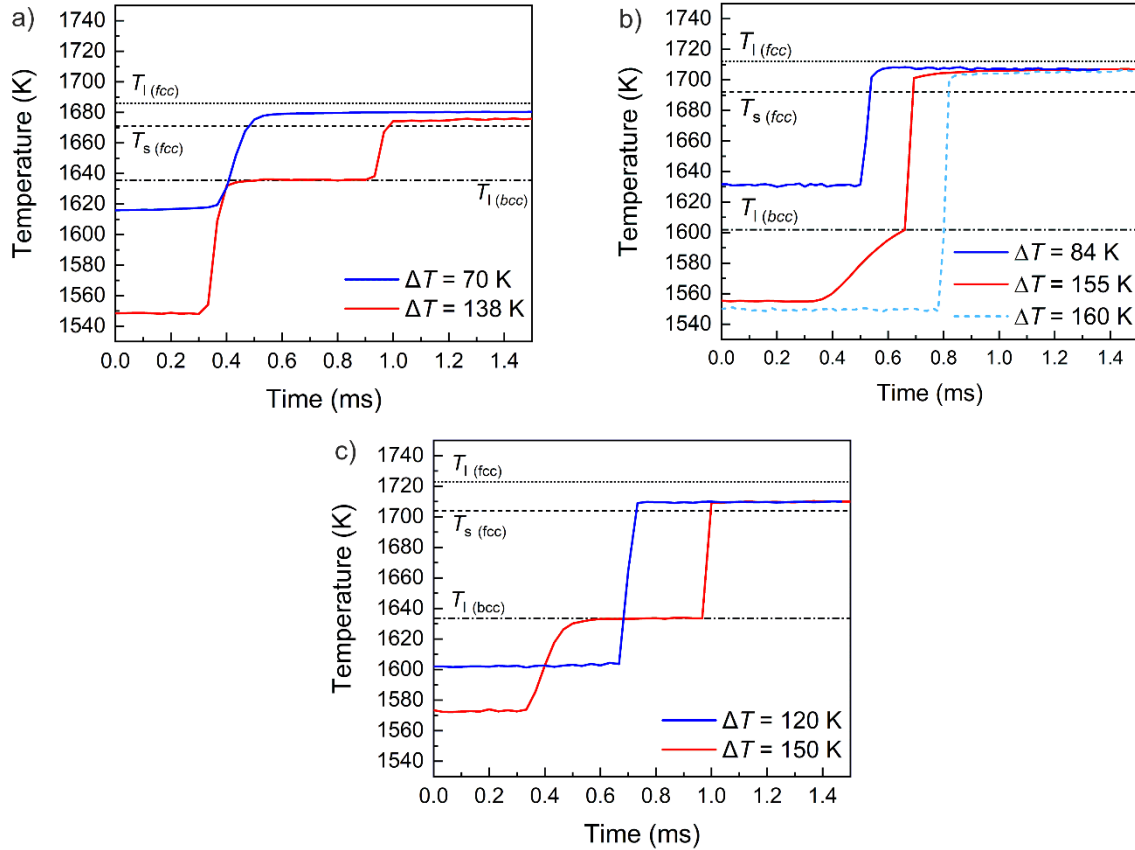 a)
1740
1720
1700
1680
1660
1640
1620
1600
1580
1560
1540
Temperature (K)
T_l (fcc)
T_s (fcc)
T_l (bcc)
ΔT = 70 K
ΔT = 138 K
0.0 0.2 0.4 0.6 0.8 1.0 1.2 1.4
Time (ms)
b)
1740
1720
1700
1680
1660
1640
1620
1600
1580
1560
1540
Temperature (K)
T_l (fcc)
T_s (fcc)
T_l (bcc)
ΔT = 84 K
ΔT = 155 K
ΔT = 160 K
0.0 0.2 0.4 0.6 0.8 1.0 1.2 1.4
Time (ms)
c)
1740
1720
1700
1680
1660
1640
1620
1600
1580
1560
1540
Temperature (K)
T_l (fcc)
T_s (fcc)
T_l (bcc)
ΔT = 120 K
ΔT = 150 K
0.0 0.2 0.4 0.6 0.8 1.0 1.2 1.4
Time (ms)